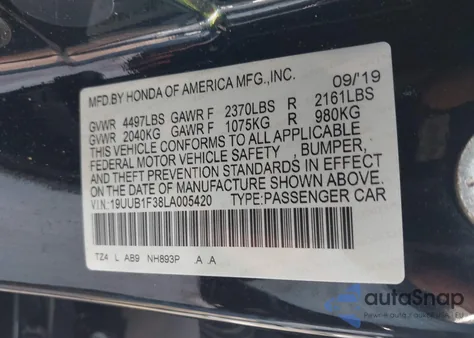 MFD.BY HONDA OF AMERICA MFG.,INC. 09/19
GVWR 4497LBS GAWR F 2370LBS R 2161LBS
GVWR 2040KG GAWR F 1075KG R 980KG
THIS VEHICLE CONFORMS TO ALL APPLICABLE
FEDERAL MOTOR VEHICLE SAFETY, BUMPER,
AND THEFT PREVENTION STANDARDS IN EFFECT
ON THE DATE OF MANUFACTURE SHOWN ABOVE.
VIN:19UUB1F38LA005420 TYPE:PASSENGER CAR
TZ4 L AB9 NH893P .A .A
autoSnap